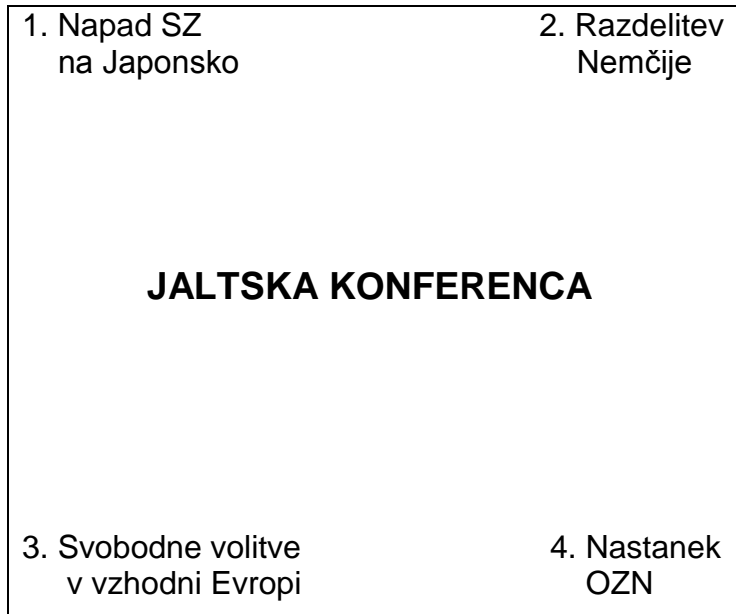 1. Napad SZ
na Japonsko
2. Razdelitev
Nemčije
JALTSKA KONFERENCA
3. Svobodne volitve
v vzhodni Evropi
4. Nastanek
OZN